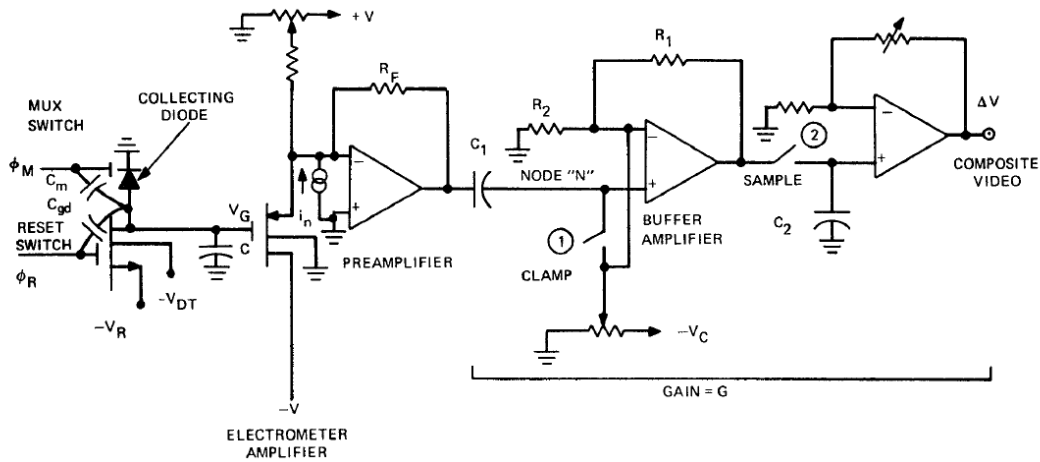 +V
R_F
R_1
MUX
SWITCH
COLLECTING
DIODE
ΔV
R_2
C_1
−
+
−
+
−
+
②
SAMPLE
COMPOSITE
VIDEO
ϕ_M
C_m
C_gd
NODE "N"
BUFFER
AMPLIFIER
C_2
i_n
V_G
RESET
SWITCH
C
PREAMPLIFIER
①
CLAMP
ϕ_R
−V_DT
−V_R
−V_C
GAIN = G
−V
ELECTROMETER
AMPLIFIER